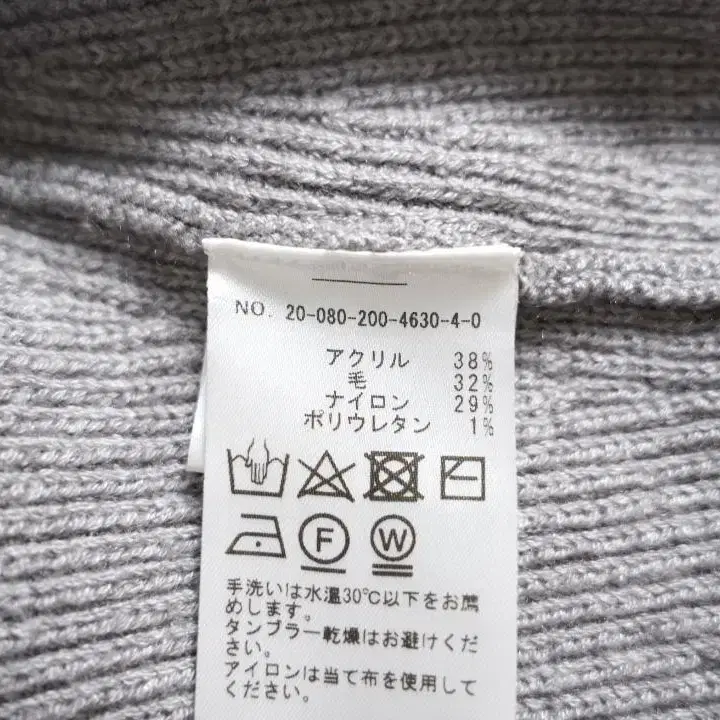 NO. 20-080-200-4630-4-0
アクリル 38%
毛 32%
ナイロン 29%
ポリウレタン 1%
F W
手洗いは水温30℃以下をお薦
めします。
タンブラー乾燥はお避けくだ
さい。
アイロンは当て布を使用して
ください。